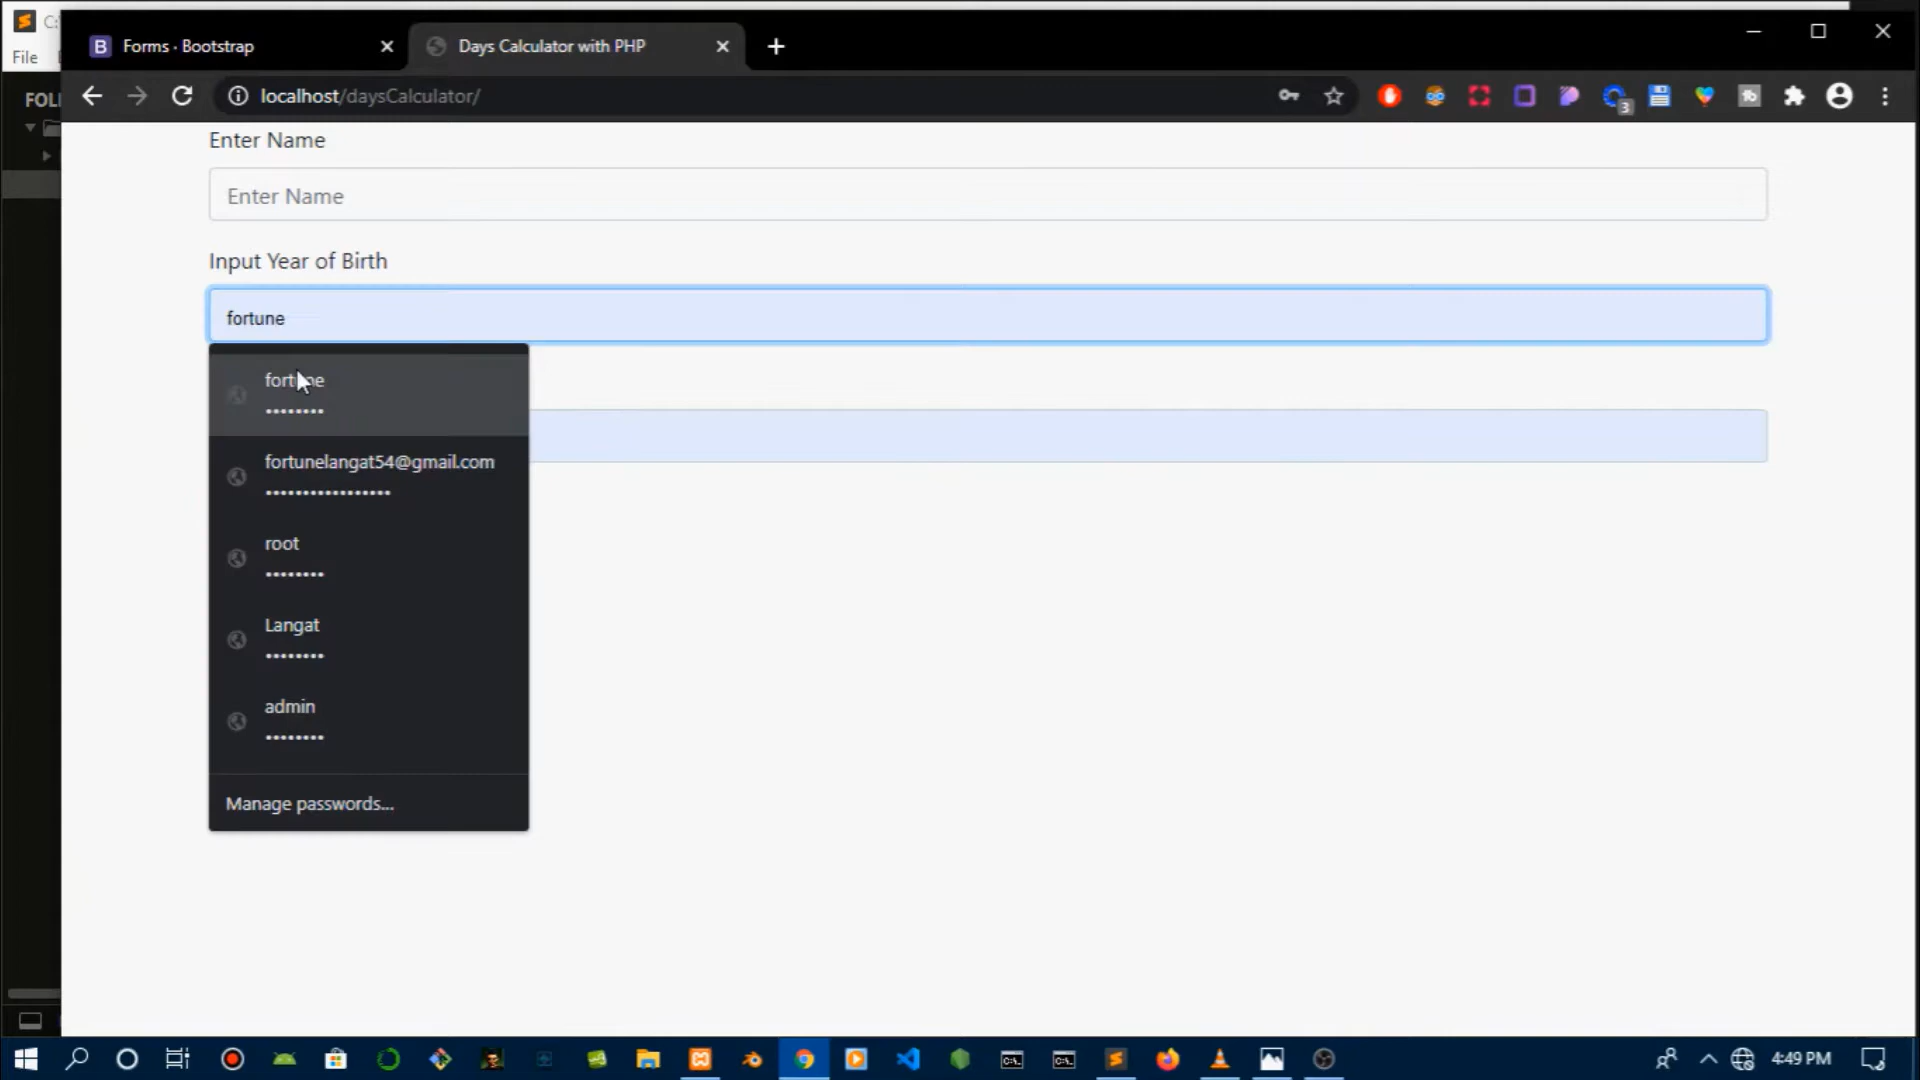 C:
Forms · Bootstrap
Days Calculator with PHP
File
localhost/daysCalculator/
3
FOL
Enter Name
Enter Name
Input Year of Birth
fortune
fortune
••••••••
fortunelangat54@gmail.com
•••••••••••••••••
root
••••••••
Langat
••••••••
admin
••••••••
Manage passwords...
4:49 PM